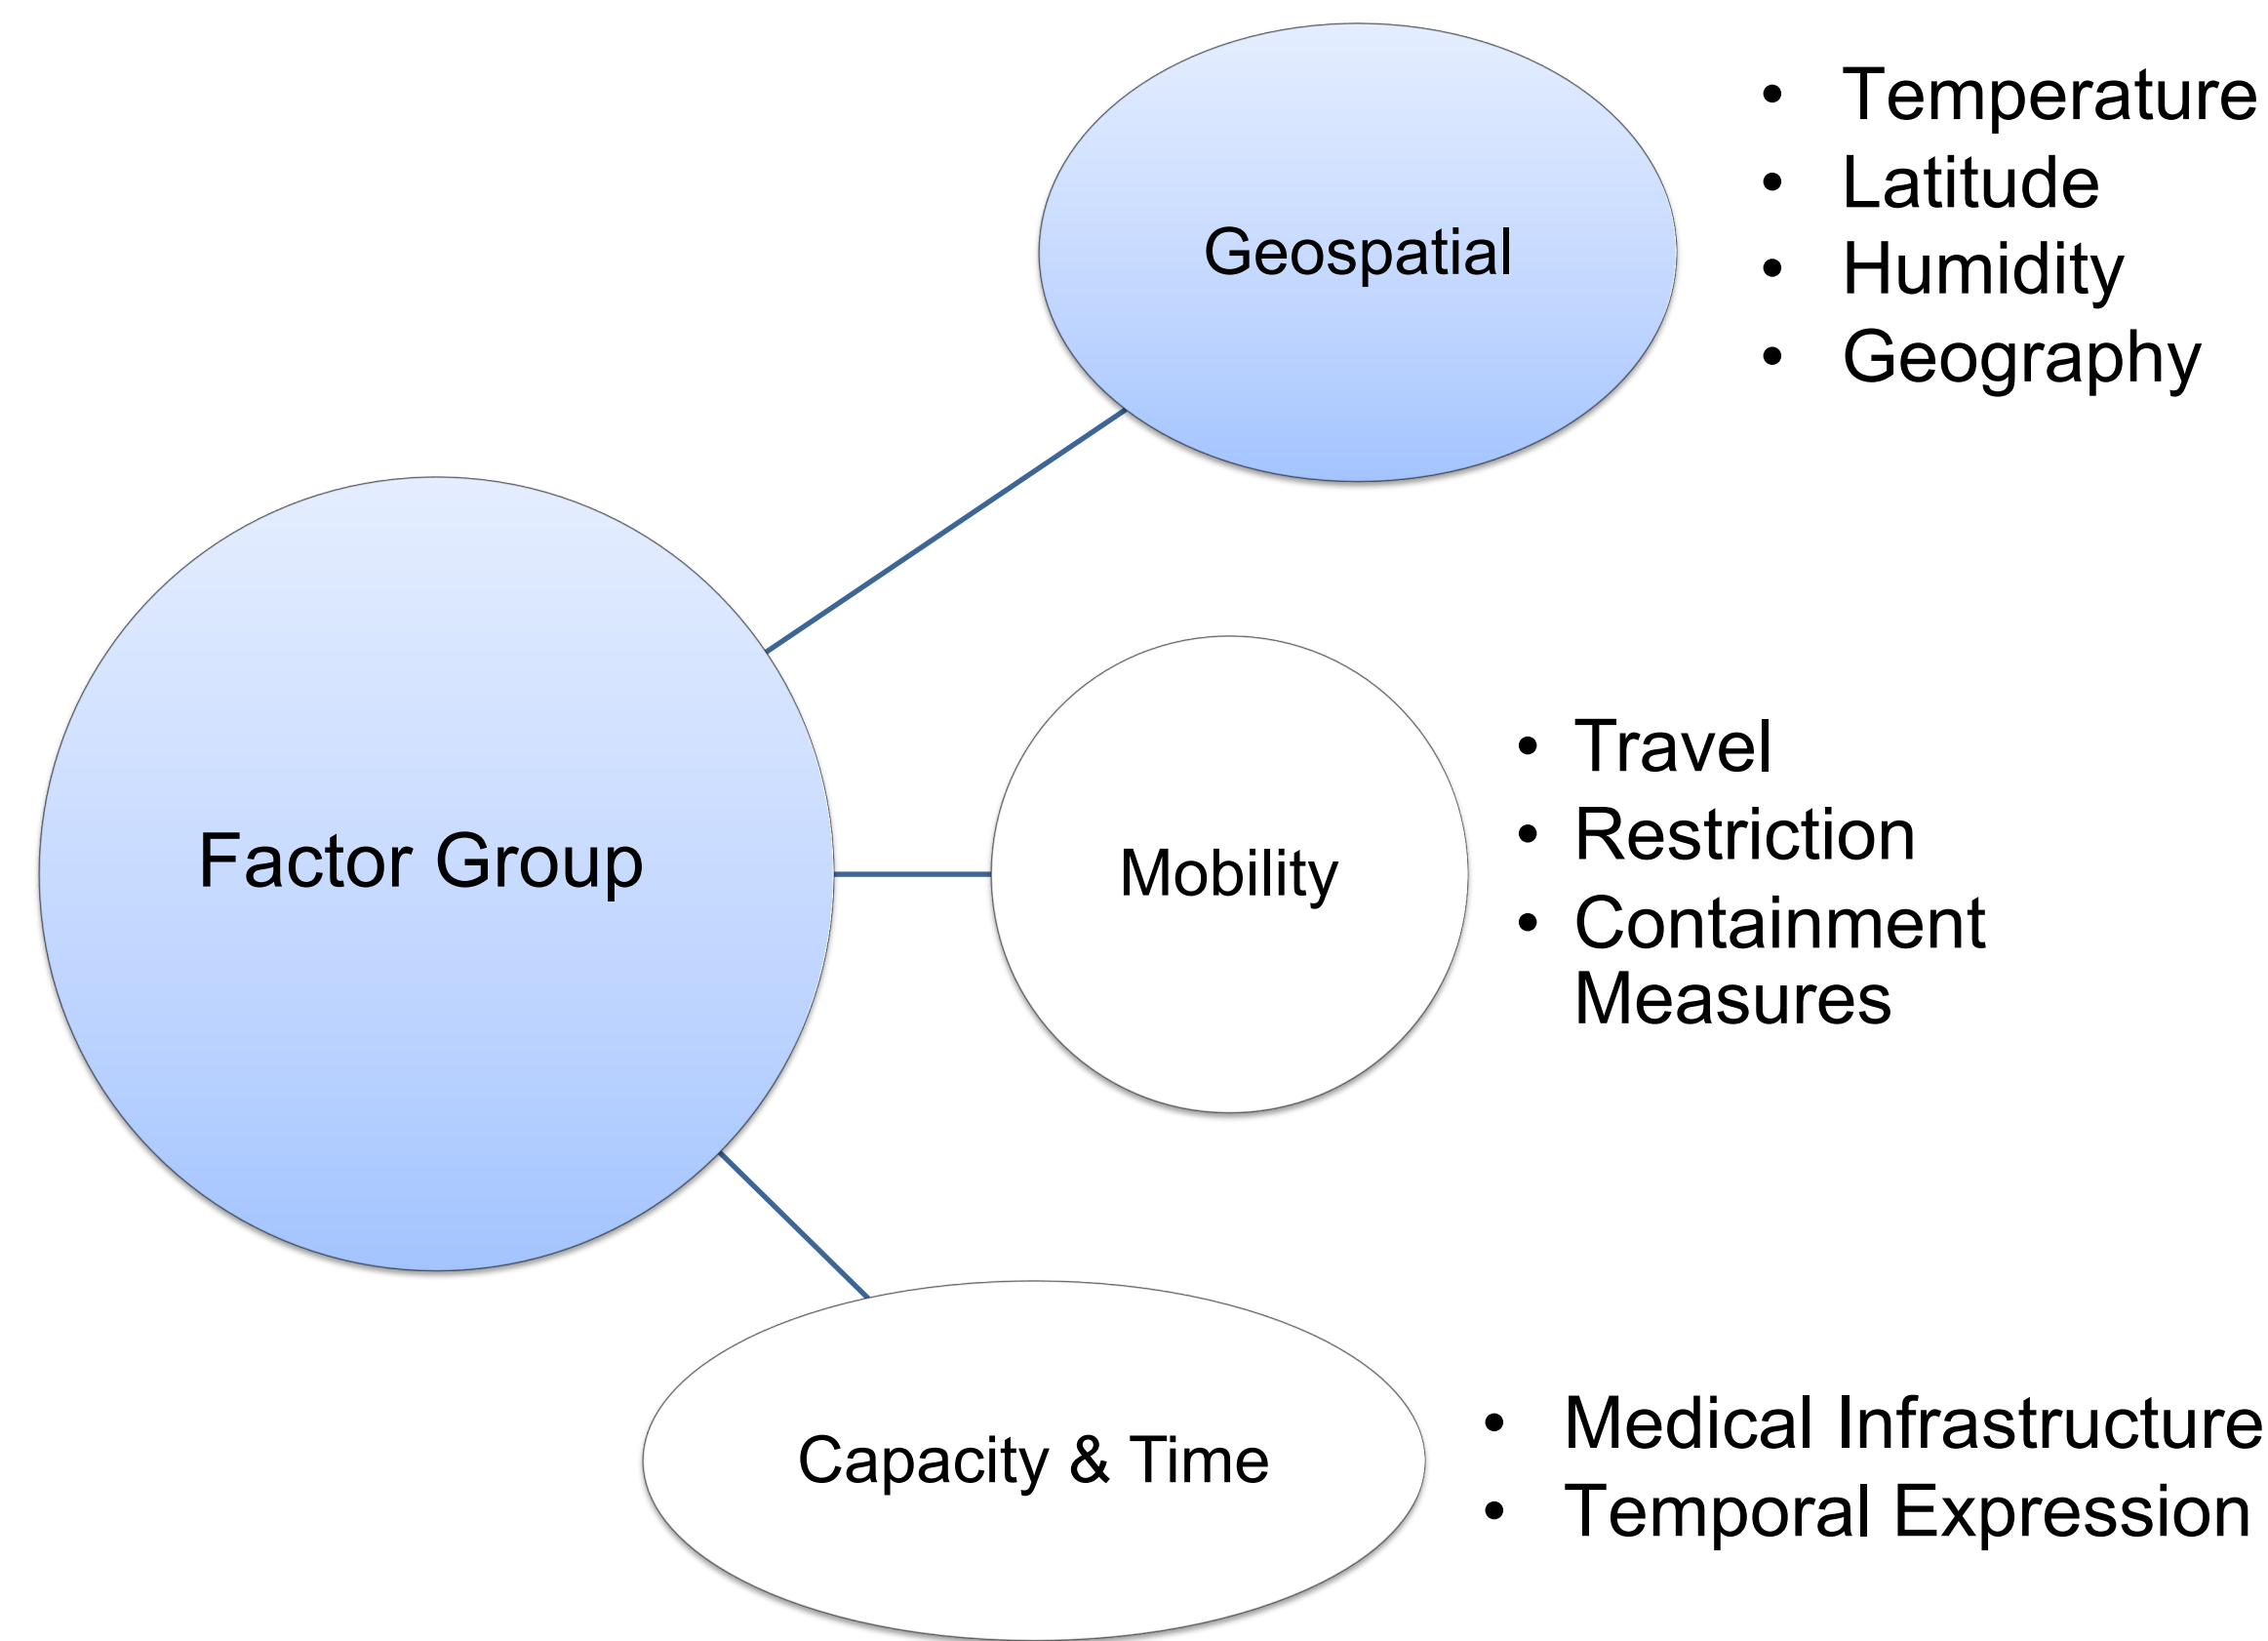 Factor Group
Geospatial
• Temperature
• Latitude
• Humidity
• Geography
Mobility
• Travel
• Restriction
• Containment
Measures
Capacity & Time
• Medical Infrastructure
• Temporal Expression